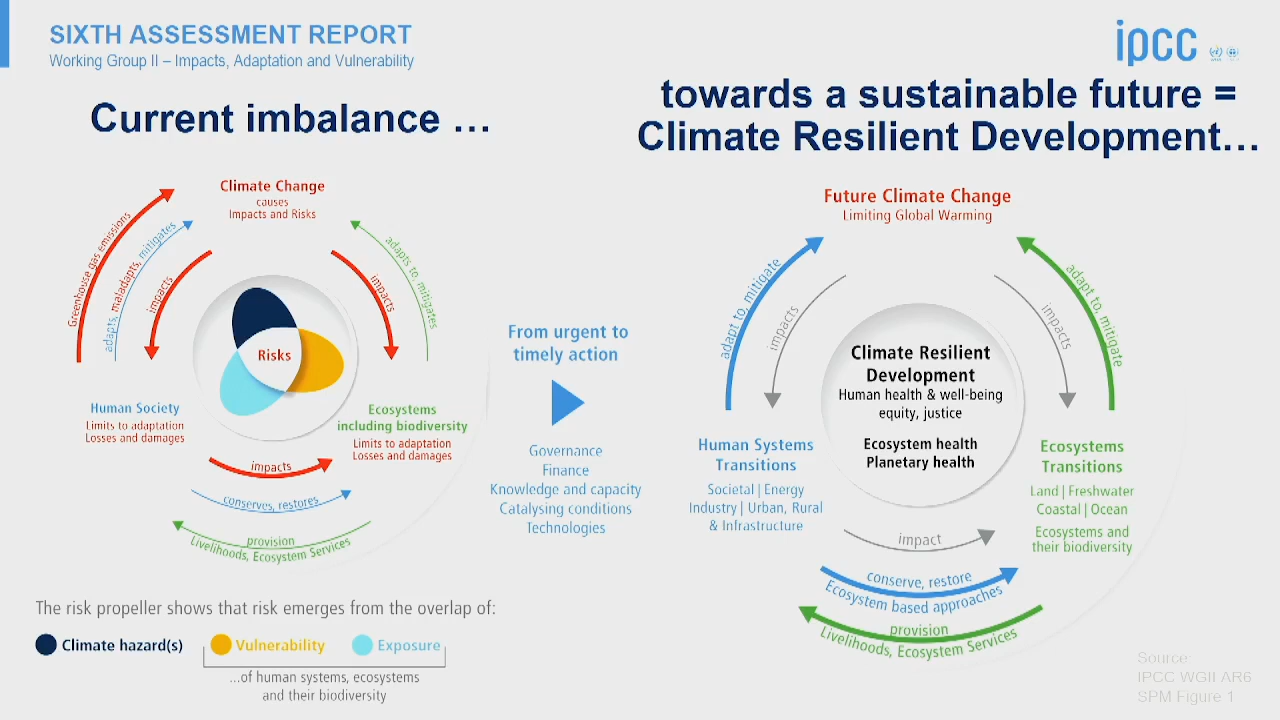 SIXTH ASSESSMENT REPORT
Working Group II – Impacts, Adaptation and Vulnerability
ipcc
Current imbalance …
towards a sustainable future =
Climate Resilient Development…
Climate Change
causes
Impacts and Risks
Greenhouse gas emissions
adapts, maladapts, mitigates
impacts
impacts
adapts to, mitigates
Risks
Human Society
Limits to adaptation
Losses and damages
Ecosystems
including biodiversity
Limits to adaptation
Losses and damages
impacts
conserves, restores
provision
Livelihoods, Ecosystem Services
From urgent to
timely action
Governance
Finance
Knowledge and capacity
Catalysing conditions
Technologies
Future Climate Change
Limiting Global Warming
adapt to, mitigate
impacts
impacts
adapt to, mitigate
Climate Resilient
Development
Human health & well-being
equity, justice
Ecosystem health
Planetary health
Human Systems
Transitions
Societal | Energy
Industry | Urban, Rural
& Infrastructure
Ecosystems
Transitions
Land | Freshwater
Coastal | Ocean
Ecosystems and
their biodiversity
impact
conserve, restore
Ecosystem based approaches
provision
Livelihoods, Ecosystem Services
The risk propeller shows that risk emerges from the overlap of:
Climate hazard(s) Vulnerability Exposure
...of human systems, ecosystems
and their biodiversity
Source:
IPCC WGII AR6
SPM Figure 1